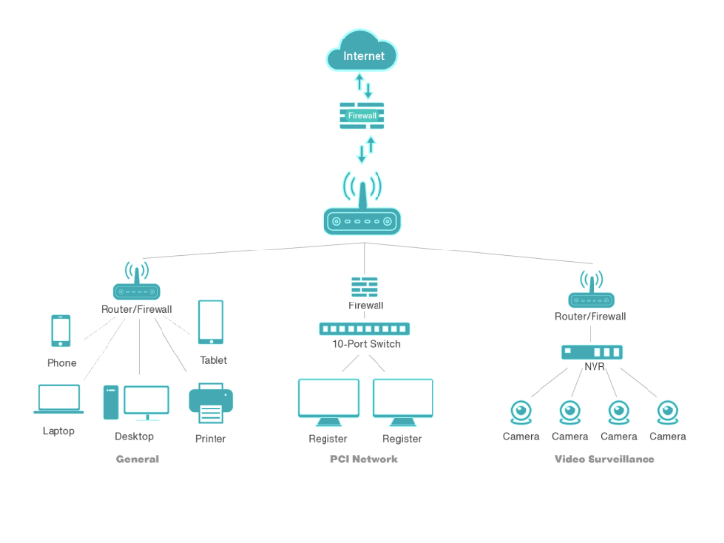 Internet
Firewall
Router/Firewall
Firewall
Router/Firewall
10-Port Switch
Phone
Tablet
NVR
Laptop
Desktop
Printer
Register
Register
Camera
Camera
Camera
Camera
General
PCI Network
Video Surveillance